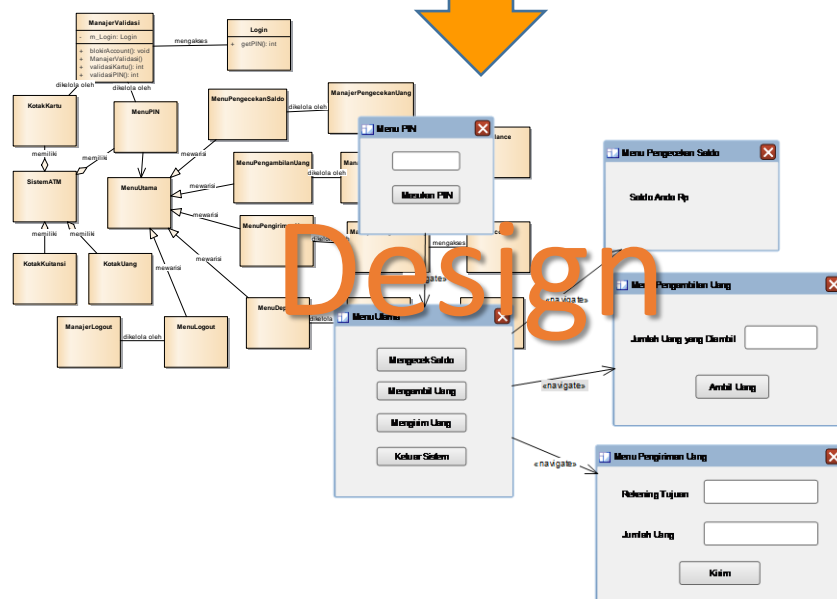 ManajerValidasi
- m_Login: Login
+ blokirAccount(): void
+ ManajerValidasi()
+ validasiKartu(): int
+ validasiPIN(): int
mengakses
Login
+ getPIN(): int
dikelola oleh
dikelola oleh
KotakKartu
MenuPIN
MenuPengecekanSaldo
dikelola oleh
ManajerPengecekanUang
memiliki
memiliki
mewarisi
SistemATM
MenuUtama
MenuPengambilanUang
dikelola oleh
mewarisi
mewarisi
memiliki
memiliki
mewarisi
mewarisi
mengakses
KotakKuitansi
KotakUang
ManajerLogout
dikelola oleh
MenuLogout
Menu PIN
Masukan PIN
Menu Pengecekan Saldo
Saldo Anda Rp
Design
«navigate»
Menu Pengambilan Uang
Jumlah Uang yang Diambil
Ambil Uang
Menu Utama
Mengecek Saldo
Mengambil Uang
Mengirim Uang
Keluar Sistem
«navigate»
«navigate»
Menu Pengiriman Uang
Rekening Tujuan
Jumlah Uang
Kirim